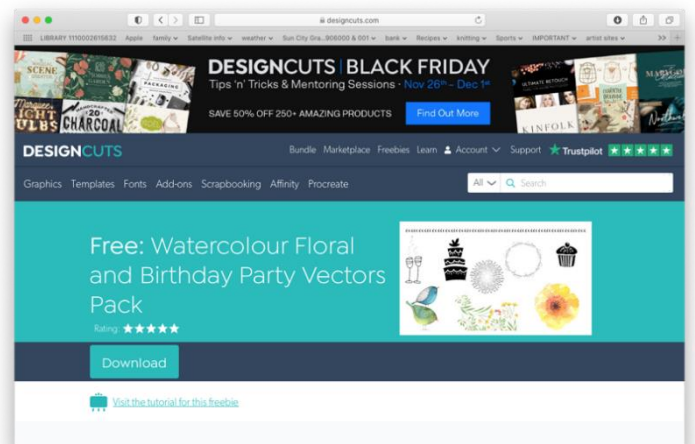 designcuts.com
LIBRARY 1110002615832 Apple family Satellite info weather Sun City Gra...906000 & 001 bank Recipes knitting Sports IMPORTANT artist sites >>
SCENE
PACKAGING
CHARCOAL
DESIGNCUTS | BLACK FRIDAY
Tips 'n' Tricks & Mentoring Sessions · Nov 26th - Dec 1st
SAVE 50% OFF 250+ AMAZING PRODUCTS Find Out More
ULTIMATE RETOUCH
KINFOLK
DESIGNCUTS Bundle Marketplace Freebies Learn Account Support Trustpilot
Graphics Templates Fonts Add-ons Scrapbooking Affinity Procreate All Search
Free: Watercolour Floral
and Birthday Party Vectors
Pack
Rating:
Download
Visit the tutorial for this freebie